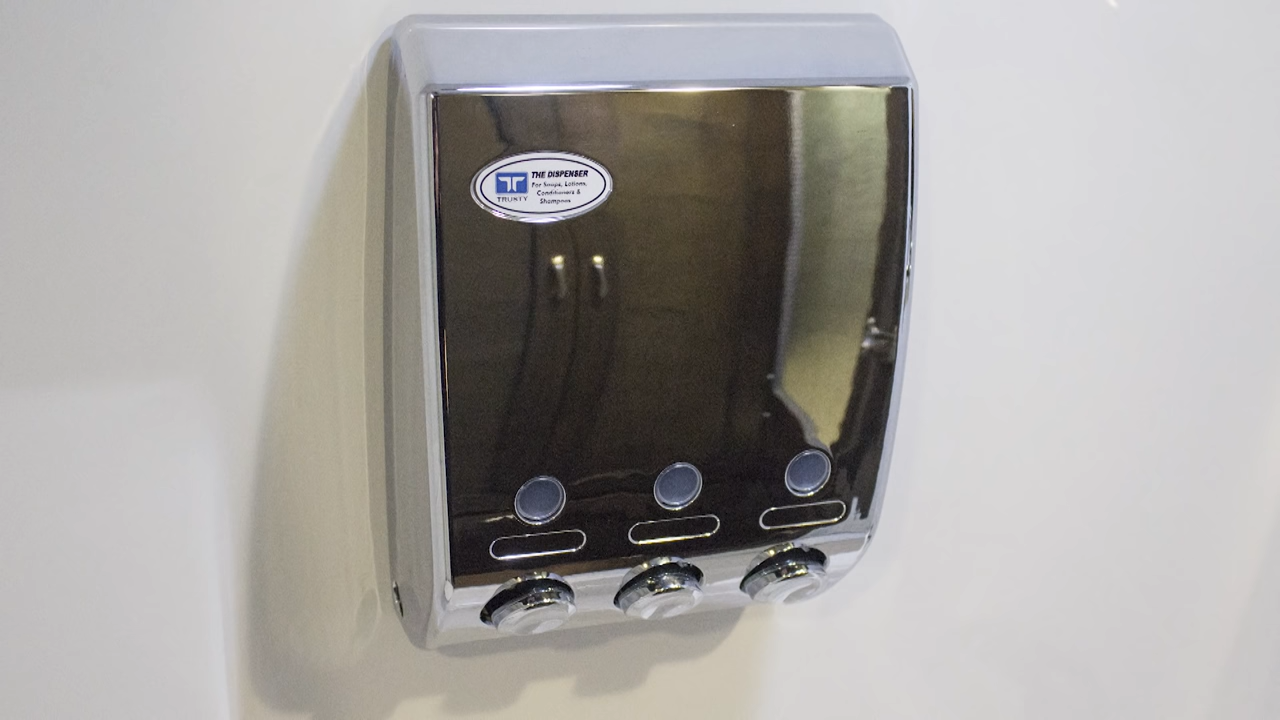 THE DISPENSER
For Soaps, Lotions,
Conditioners &
Shampoos
TRUSTY